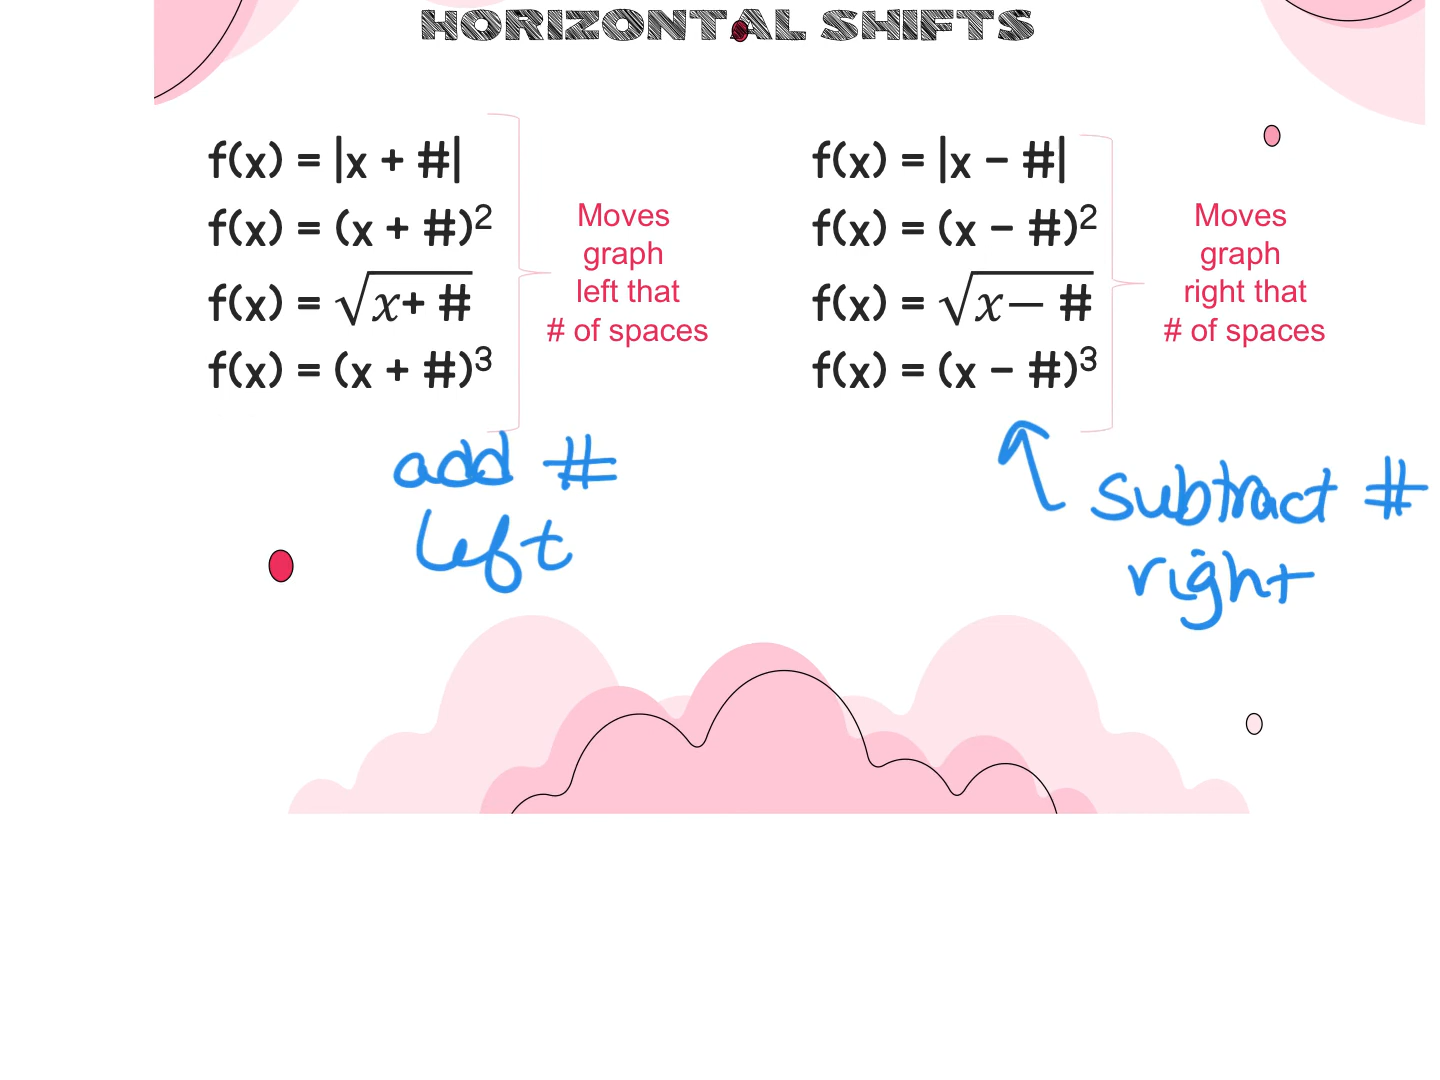 HORIZONTAL SHIFTS
f(x) = |x + #|
f(x) = (x + #)²
f(x) = √x+ #
f(x) = (x + #)³
Moves
graph
left that
# of spaces
add #
left
f(x) = |x − #|
f(x) = (x − #)²
f(x) = √x− #
f(x) = (x − #)³
Moves
graph
right that
# of spaces
subtract #
right